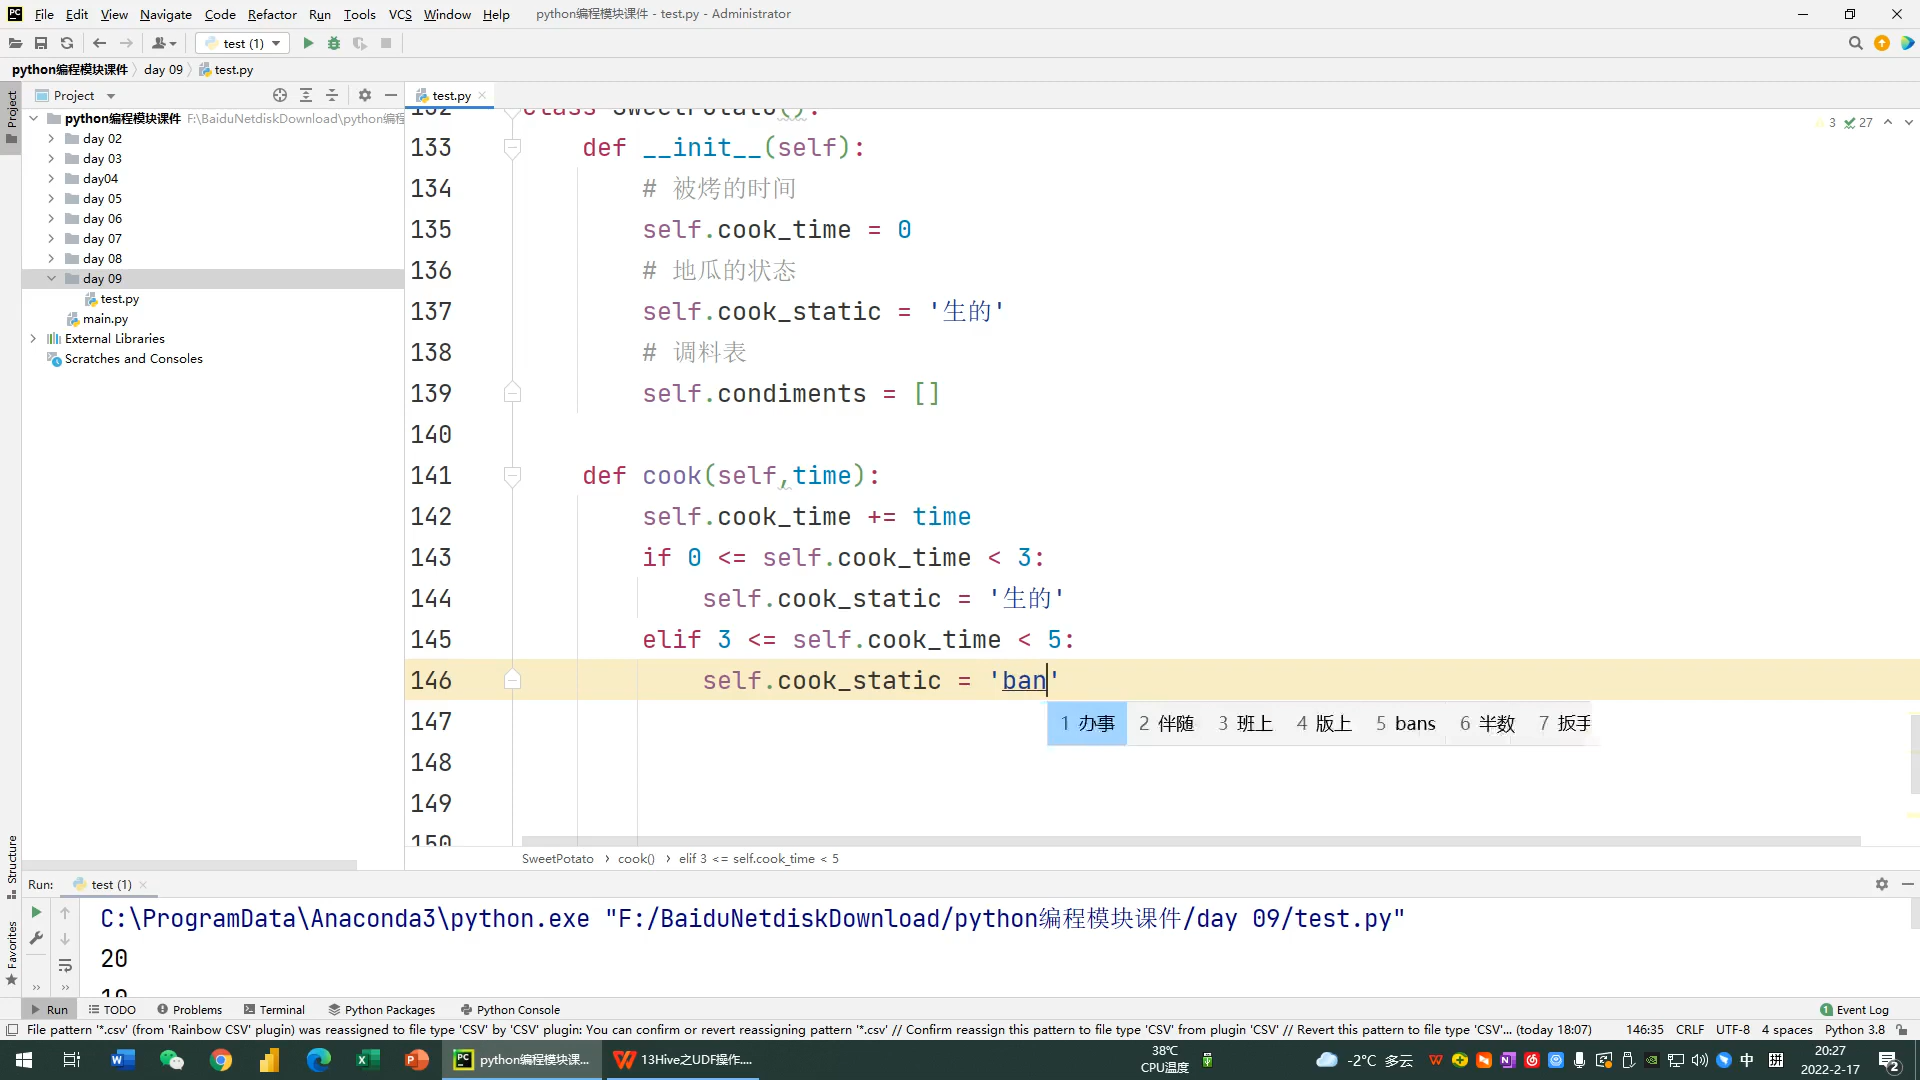 File Edit View Navigate Code Refactor Run Tools VCS Window Help python编程模块课件 - test.py - Administrator
test (1)
python编程模块课件 day 09 test.py
Project
Project
test.py
python编程模块课件 F:\BaiduNetdiskDownload\python编程
day 02
day 03
day04
day 05
day 06
day 07
day 08
day 09
test.py
main.py
External Libraries
Scratches and Consoles
3 27
132 class SweetPotato():
133 def __init__(self):
134 # 被烤的时间
135 self.cook_time = 0
136 # 地瓜的状态
137 self.cook_static = '生的'
138 # 调料表
139 self.condiments = []
140
141 def cook(self,time):
142 self.cook_time += time
143 if 0 <= self.cook_time < 3:
144 self.cook_static = '生的'
145 elif 3 <= self.cook_time < 5:
146 self.cook_static = 'ban'
147
1 办事 2 伴随 3 班上 4 版上 5 bans 6 半数 7 扳手
148
149
150
SweetPotato › cook() › elif 3 <= self.cook_time < 5
Structure
Favorites
Run: test (1)
C:\ProgramData\Anaconda3\python.exe "F:/BaiduNetdiskDownload/python编程模块课件/day 09/test.py"
20
10
Run TODO Problems Terminal Python Packages Python Console 1 Event Log
File pattern '*.csv' (from 'Rainbow CSV' plugin) was reassigned to file type 'CSV' by 'CSV' plugin: You can confirm or revert reassigning pattern '*.csv' // Confirm reassign this pattern to file type 'CSV' from plugin 'CSV' // Revert this pattern to file type 'CSV'... (today 18:07) 146:35 CRLF UTF-8 4 spaces Python 3.8
python编程模块课... 13Hive之UDF操作.... 38℃ CPU温度 -2°C 多云 中 拼 20:27 2022-2-17 2